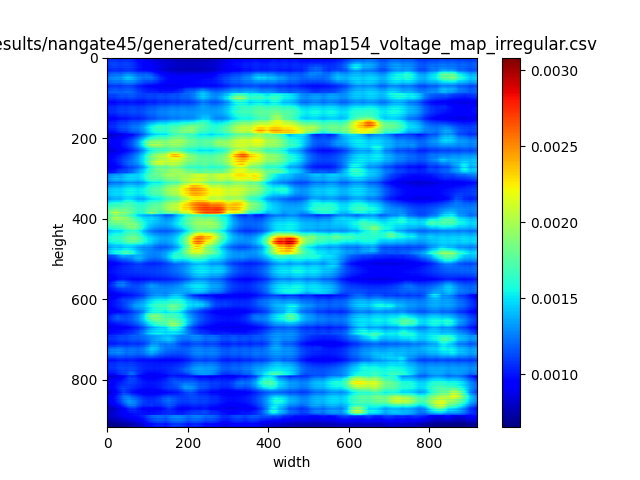 esults/nangate45/generated/current_map154_voltage_map_irregular.csv
0
200
400
600
800
height
0 200 400 600 800
width
0.0030
0.0025
0.0020
0.0015
0.0010